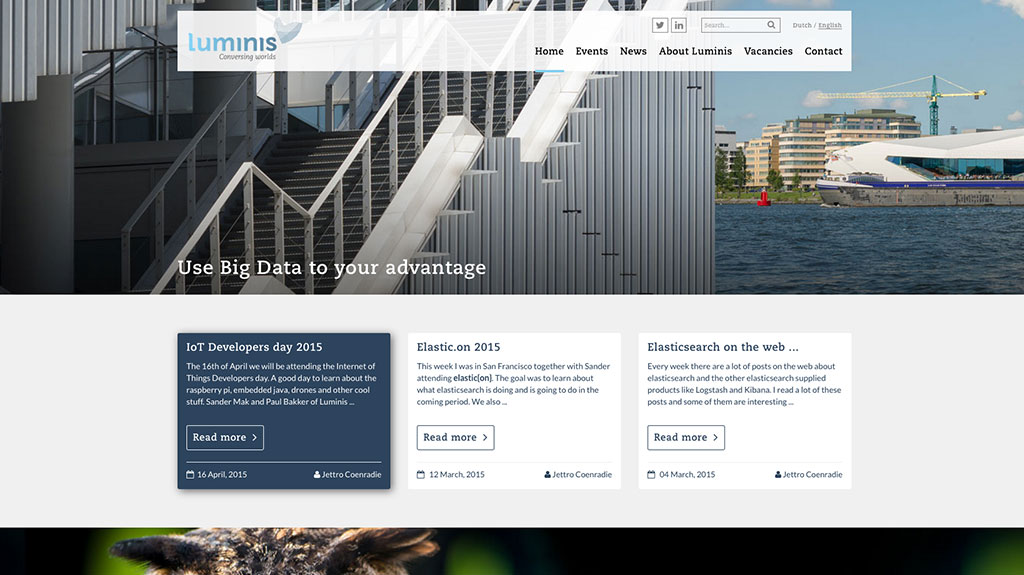 luminis
Conversing worlds
Search...
Dutch / English
Home Events News About Luminis Vacancies Contact
Use Big Data to your advantage
IoT Developers day 2015
The 16th of April we will be attending the Internet of
Things Developers day. A good day to learn about the
raspberry pi, embedded java, drones and other cool
stuff. Sander Mak and Paul Bakker of Luminis ...
Read more
16 April, 2015
Jettro Coenradie
Elastic.on 2015
This week I was in San Francisco together with Sander
attending elastic{on}. The goal was to learn about
what elasticsearch is doing and is going to do in the
coming period. We also ...
Read more
12 March, 2015
Jettro Coenradie
Elasticsearch on the web ...
Every week there are a lot of posts on the web about
elasticsearch and the other elasticsearch supplied
products like Logstash and Kibana. I read a lot of these
posts and some of them are interesting ...
Read more
04 March, 2015
Jettro Coenradie